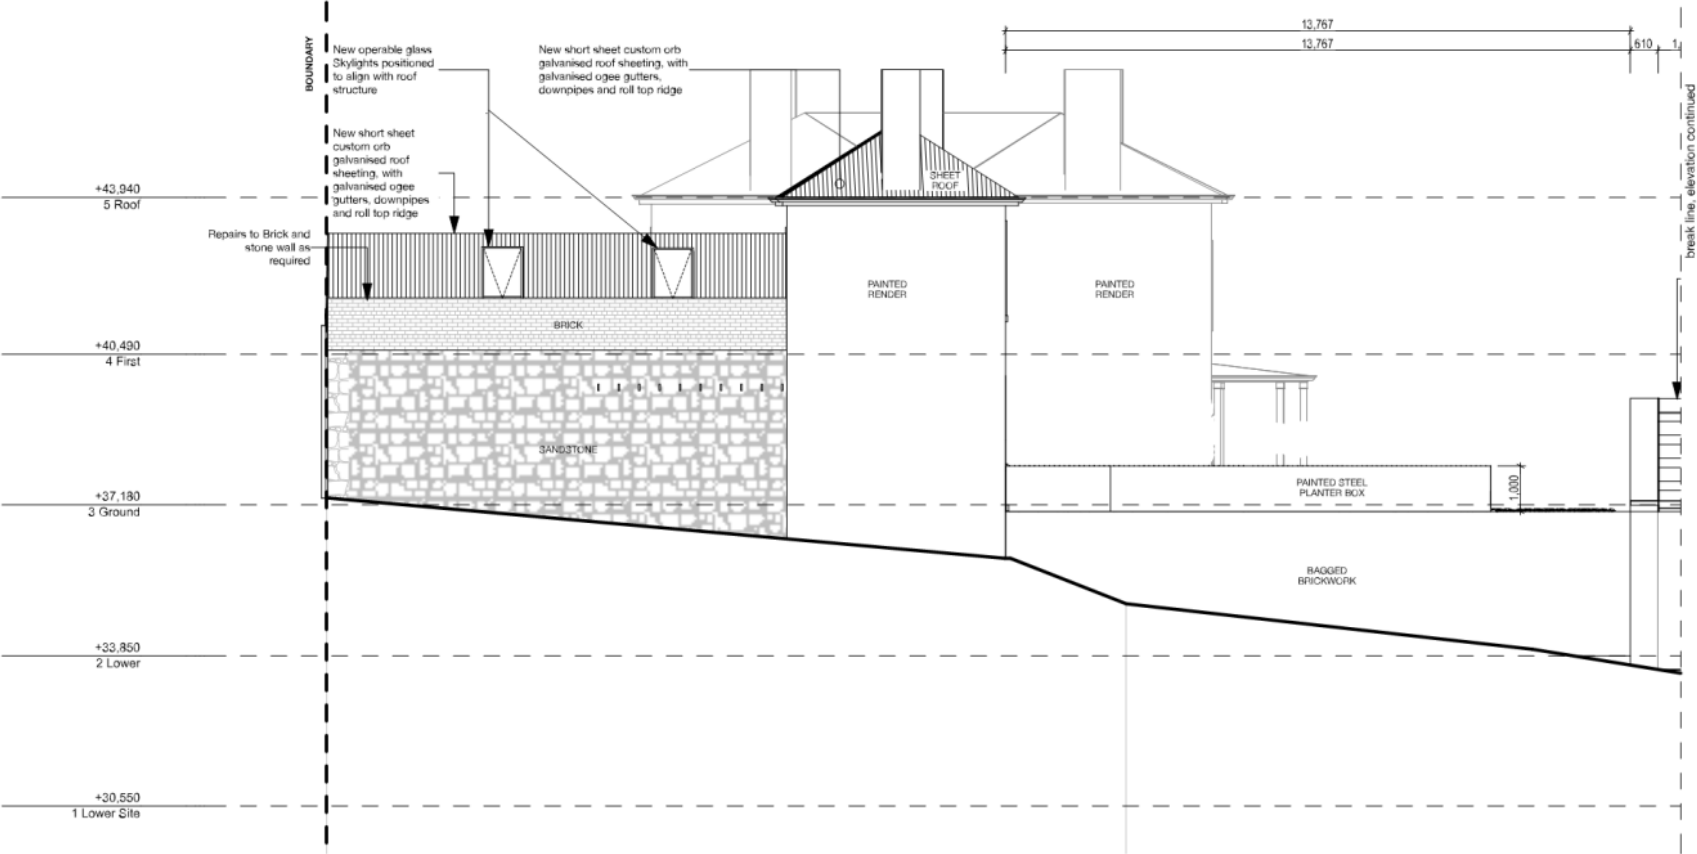 13,767
13,767
610
1,
BOUNDARY
New operable glass
Skylights positioned
to align with roof
structure
New short sheet custom orb
galvanised roof sheeting, with
galvanised ogee gutters,
downpipes and roll top ridge
New short sheet
custom orb
galvanised roof
sheeting, with
galvanised ogee
gutters, downpipes
and roll top ridge
break line, elevation continued
SHEET
ROOF
+43,940
5 Roof
Repairs to Brick and
stone wall as
required
PAINTED
RENDER
PAINTED
RENDER
BRICK
+40,490
4 First
SANDSTONE
PAINTED STEEL
PLANTER BOX
1,000
+37,180
3 Ground
BAGGED
BRICKWORK
+33,850
2 Lower
+30,550
1 Lower Site